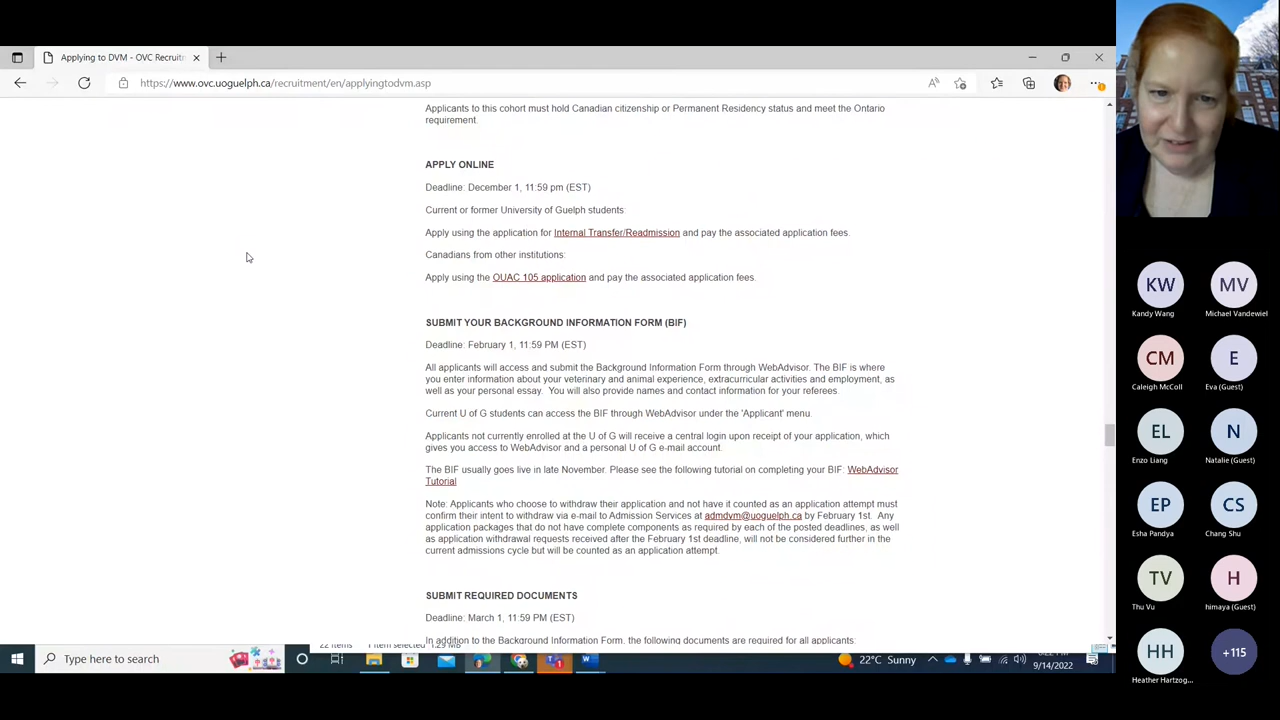 Applying to DVM - OVC Recruitm
https://www.ovc.uoguelph.ca/recruitment/en/applyingtodvm.asp
Applicants to this cohort must hold Canadian citizenship or Permanent Residency status and meet the Ontario
requirement.
APPLY ONLINE
Deadline: December 1, 11:59 pm (EST)
Current or former University of Guelph students:
Apply using the application for Internal Transfer/Readmission and pay the associated application fees.
Canadians from other institutions:
Apply using the OUAC 105 application and pay the associated application fees.
SUBMIT YOUR BACKGROUND INFORMATION FORM (BIF)
Deadline: February 1, 11:59 PM (EST)
All applicants will access and submit the Background Information Form through WebAdvisor. The BIF is where
you enter information about your veterinary and animal experience, extracurricular activities and employment, as
well as your personal essay. You will also provide names and contact information for your referees.
Current U of G students can access the BIF through WebAdvisor under the 'Applicant' menu.
Applicants not currently enrolled at the U of G will receive a central login upon receipt of your application, which
gives you access to WebAdvisor and a personal U of G e-mail account.
The BIF usually goes live in late November. Please see the following tutorial on completing your BIF: WebAdvisor
Tutorial
Note: Applicants who choose to withdraw their application and not have it counted as an application attempt must
confirm their intent to withdraw via e-mail to Admission Services at admdvm@uoguelph.ca by February 1st. Any
application packages that do not have complete components as required by each of the posted deadlines, as well
as application withdrawal requests received after the February 1st deadline, will not be considered further in the
current admissions cycle but will be counted as an application attempt.
SUBMIT REQUIRED DOCUMENTS
Deadline: March 1, 11:59 PM (EST)
In addition to the Background Information Form, the following documents are required for all applicants:
22 items 1 item selected 1.29 MB
Type here to search
22°C Sunny
9/14/2022
KW
Kandy Wang
MV
Michael Vandewiel
CM
Caleigh McColl
E
Eva (Guest)
EL
Enzo Liang
N
Natalie (Guest)
EP
Esha Pandya
CS
Chang Shu
TV
Thu Vu
H
himaya (Guest)
HH
Heather Hartzog...
+115